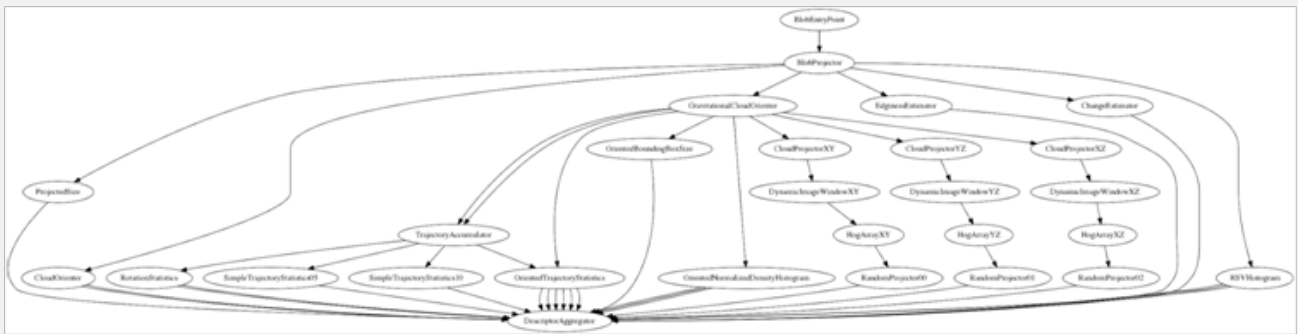 BlobEntryPoint
BlobProjector
GravitationalCloudOrienter EdginessEstimator ChangeEstimator
OrientedBoundingBoxSize CloudProjectorXY CloudProjectorYZ CloudProjectorXZ
ProjectedSize DynamicImageWindowXY DynamicImageWindowYZ DynamicImageWindowXZ
TrajectoryAccumulator HogArrayXY HogArrayYZ HogArrayXZ
CloudOrienter RotationStatistics SimpleTrajectoryStatistics05 SimpleTrajectoryStatistics10 OrientedTrajectoryStatistics OrientedNormalizedDensityHistogram RandomProjector00 RandomProjector01 RandomProjector02 RSVHistogram
DescriptorAggregator